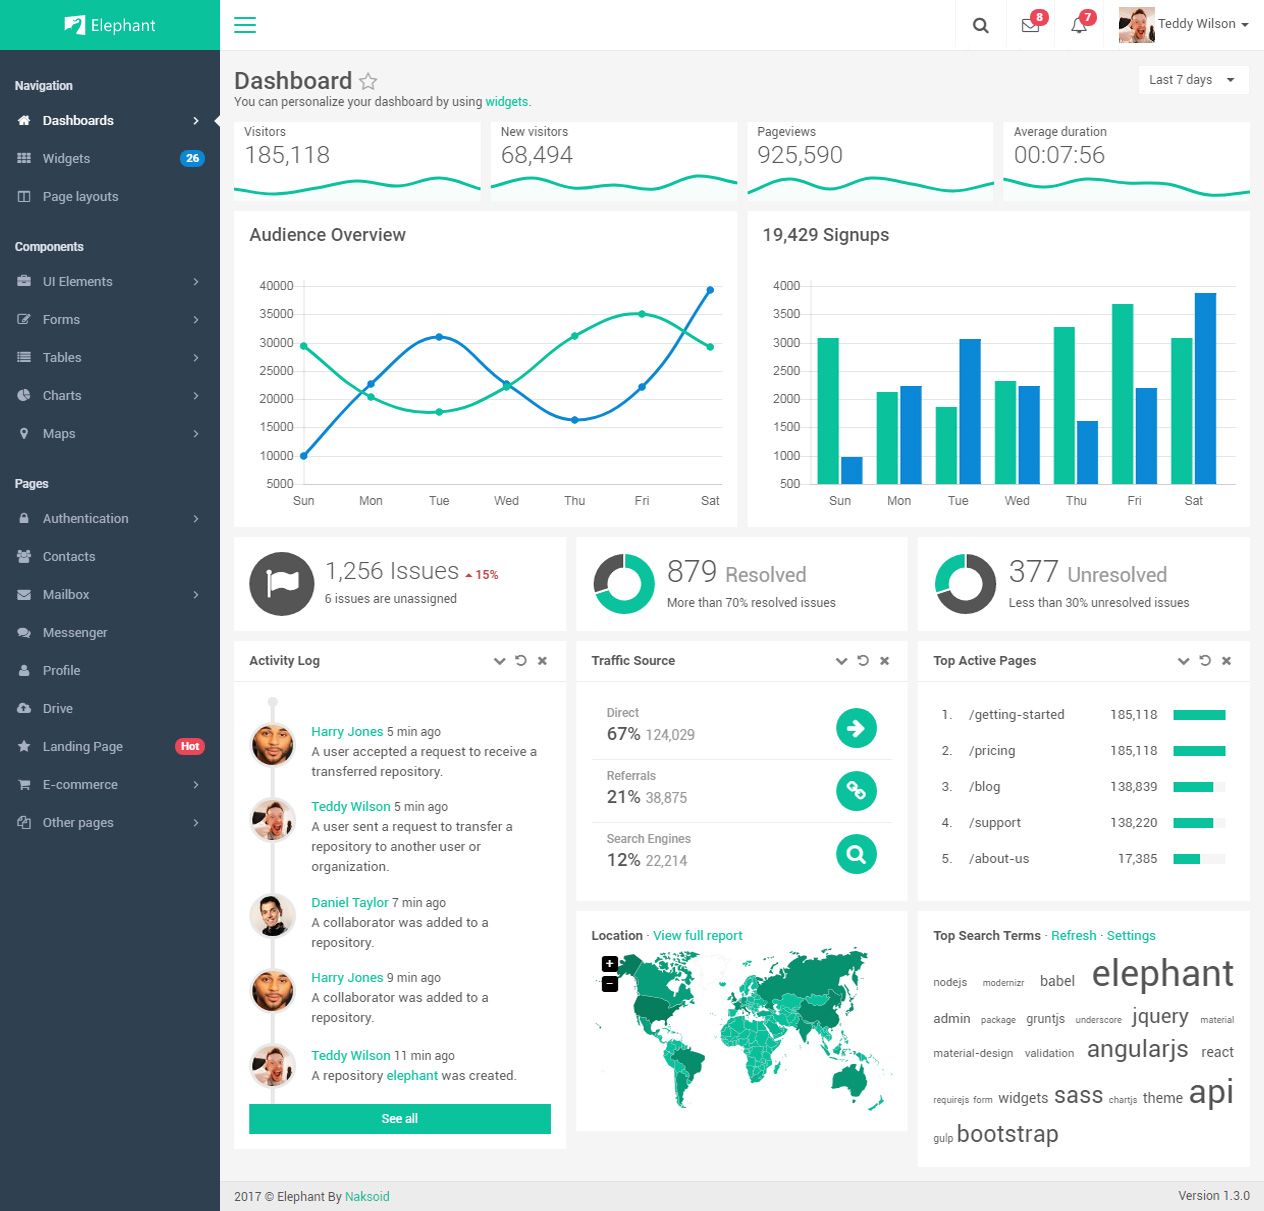 Elephant
8
7
Teddy Wilson
Navigation
Dashboards
Widgets 26
Page layouts
Components
UI Elements
Forms
Tables
Charts
Maps
Pages
Authentication
Contacts
Mailbox
Messenger
Profile
Drive
Landing Page Hot
E-commerce
Other pages
Dashboard
You can personalize your dashboard by using widgets.
Last 7 days
Visitors
185,118
New visitors
68,494
Pageviews
925,590
Average duration
00:07:56
Audience Overview
40000
35000
30000
25000
20000
15000
10000
5000
Sun Mon Tue Wed Thu Fri Sat
19,429 Signups
4000
3500
3000
2500
2000
1500
1000
500
Sun Mon Tue Wed Thu Fri Sat
1,256 Issues 15%
6 issues are unassigned
879 Resolved
More than 70% resolved issues
377 Unresolved
Less than 30% unresolved issues
Activity Log
Harry Jones 5 min ago
A user accepted a request to receive a
transferred repository.
Teddy Wilson 5 min ago
A user sent a request to transfer a
repository to another user or
organization.
Daniel Taylor 7 min ago
A collaborator was added to a
repository.
Harry Jones 9 min ago
A collaborator was added to a
repository.
Teddy Wilson 11 min ago
A repository elephant was created.
See all
Traffic Source
Direct
67% 124,029
Referrals
21% 38,875
Search Engines
12% 22,214
Top Active Pages
1. /getting-started 185,118
2. /pricing 185,118
3. /blog 138,839
4. /support 138,220
5. /about-us 17,385
Location · View full report
+
−
Top Search Terms · Refresh · Settings
nodejs modernizr babel elephant
admin package gruntjs underscore jquery material
material-design validation angularjs react
requirejs form widgets sass chartjs theme api
gulp bootstrap
2017 © Elephant By Naksoid
Version 1.3.0